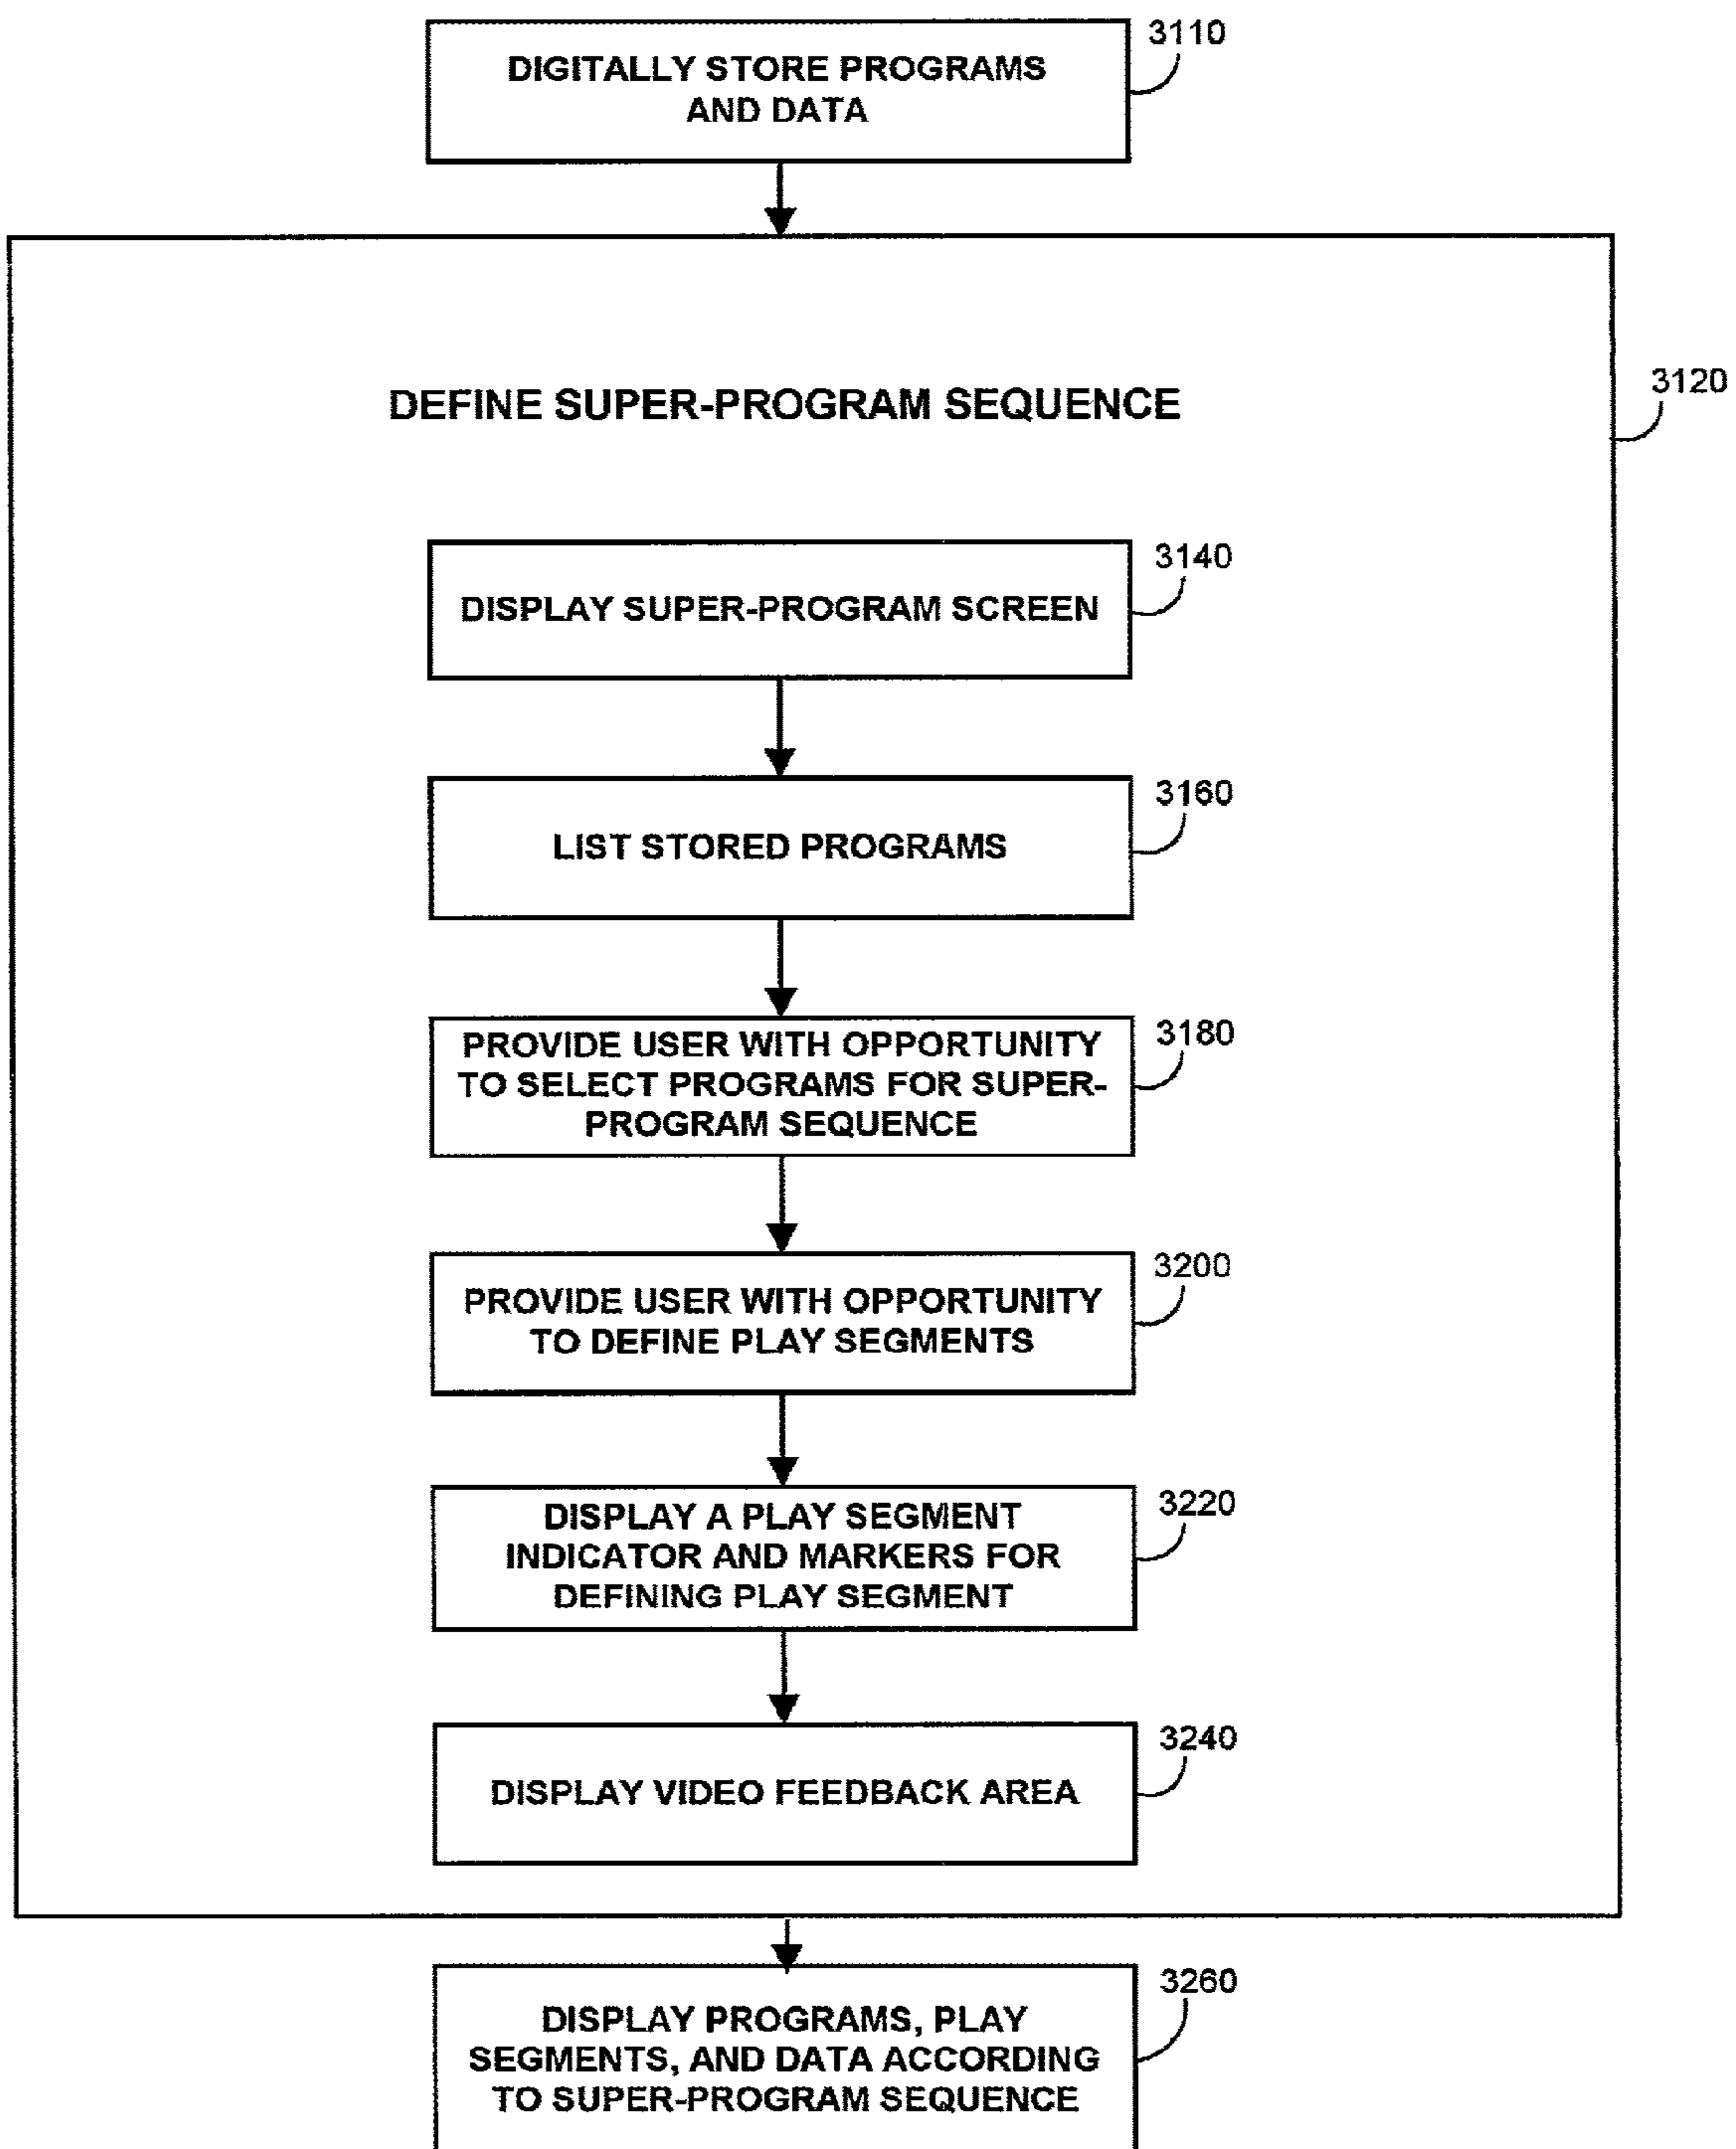 3110
DIGITALLY STORE PROGRAMS
AND DATA
3120
DEFINE SUPER-PROGRAM SEQUENCE
3140
DISPLAY SUPER-PROGRAM SCREEN
3160
LIST STORED PROGRAMS
3180
PROVIDE USER WITH OPPORTUNITY
TO SELECT PROGRAMS FOR SUPER-
PROGRAM SEQUENCE
3200
PROVIDE USER WITH OPPORTUNITY
TO DEFINE PLAY SEGMENTS
3220
DISPLAY A PLAY SEGMENT
INDICATOR AND MARKERS FOR
DEFINING PLAY SEGMENT
3240
DISPLAY VIDEO FEEDBACK AREA
3260
DISPLAY PROGRAMS, PLAY
SEGMENTS, AND DATA ACCORDING
TO SUPER-PROGRAM SEQUENCE